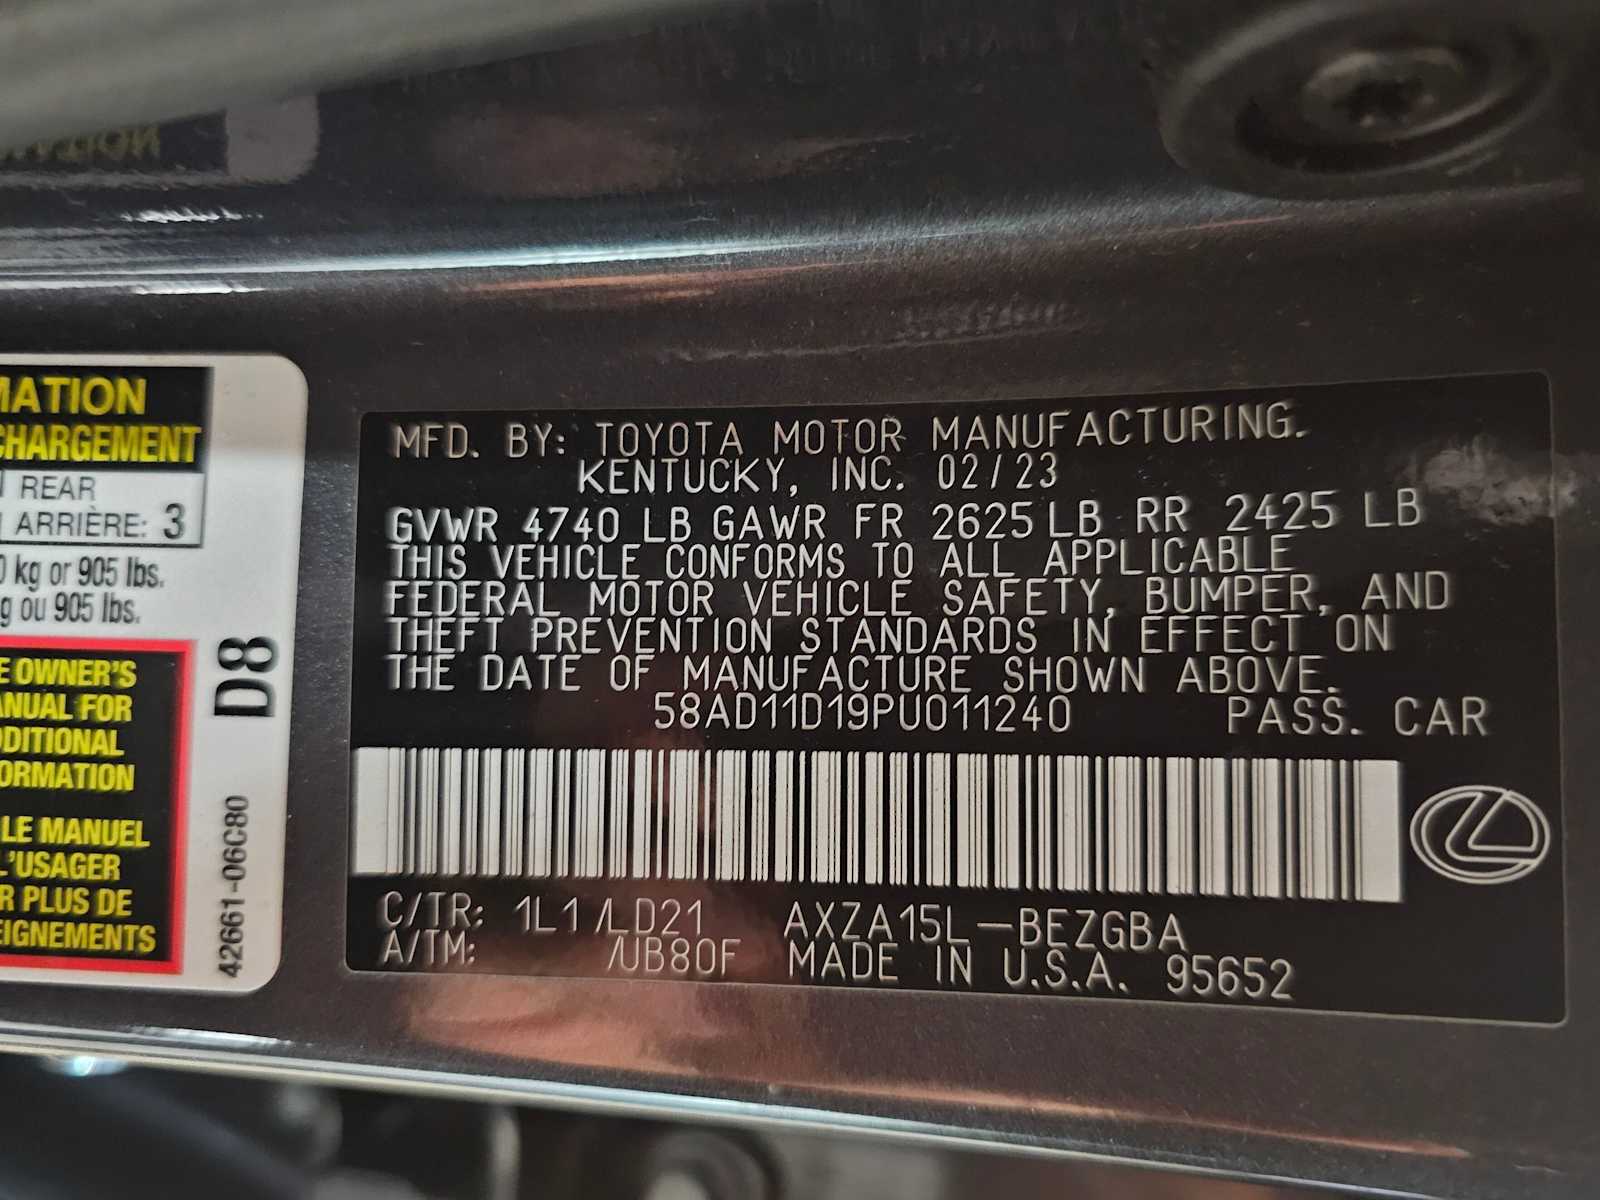 MATION
CHARGEMENT
REAR
ARRIÈRE: 3
0 kg or 905 lbs.
g ou 905 lbs.
E OWNER'S
ANUAL FOR
DDITIONAL
FORMATION
LE MANUEL
L'USAGER
R PLUS DE
EIGNEMENTS
D8
42661-06C80
MFD. BY: TOYOTA MOTOR MANUFACTURING.
KENTUCKY, INC. 02/23
GVWR 4740 LB GAWR FR 2625 LB RR 2425 LB
THIS VEHICLE CONFORMS TO ALL APPLICABLE
FEDERAL MOTOR VEHICLE SAFETY, BUMPER, AND
THEFT PREVENTION STANDARDS IN EFFECT ON
THE DATE OF MANUFACTURE SHOWN ABOVE.
58AD11D19PU011240 PASS. CAR
C/TR: 1L1/LD21 AXZA15L-BEZGBA
A/TM: /UB80F MADE IN U.S.A. 95652